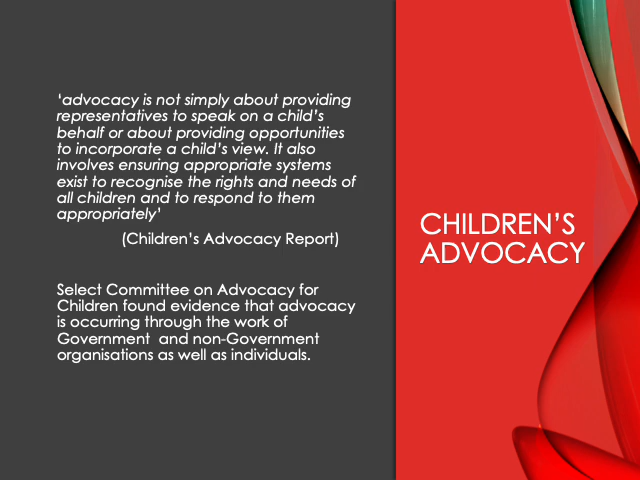 ‘advocacy is not simply about providing
representatives to speak on a child’s
behalf or about providing opportunities
to incorporate a child’s view. It also
involves ensuring appropriate systems
exist to recognise the rights and needs of
all children and to respond to them
appropriately’
(Children’s Advocacy Report)
Select Committee on Advocacy for
Children found evidence that advocacy
is occurring through the work of
Government  and non-Government
organisations as well as individuals.
CHILDREN’S
ADVOCACY